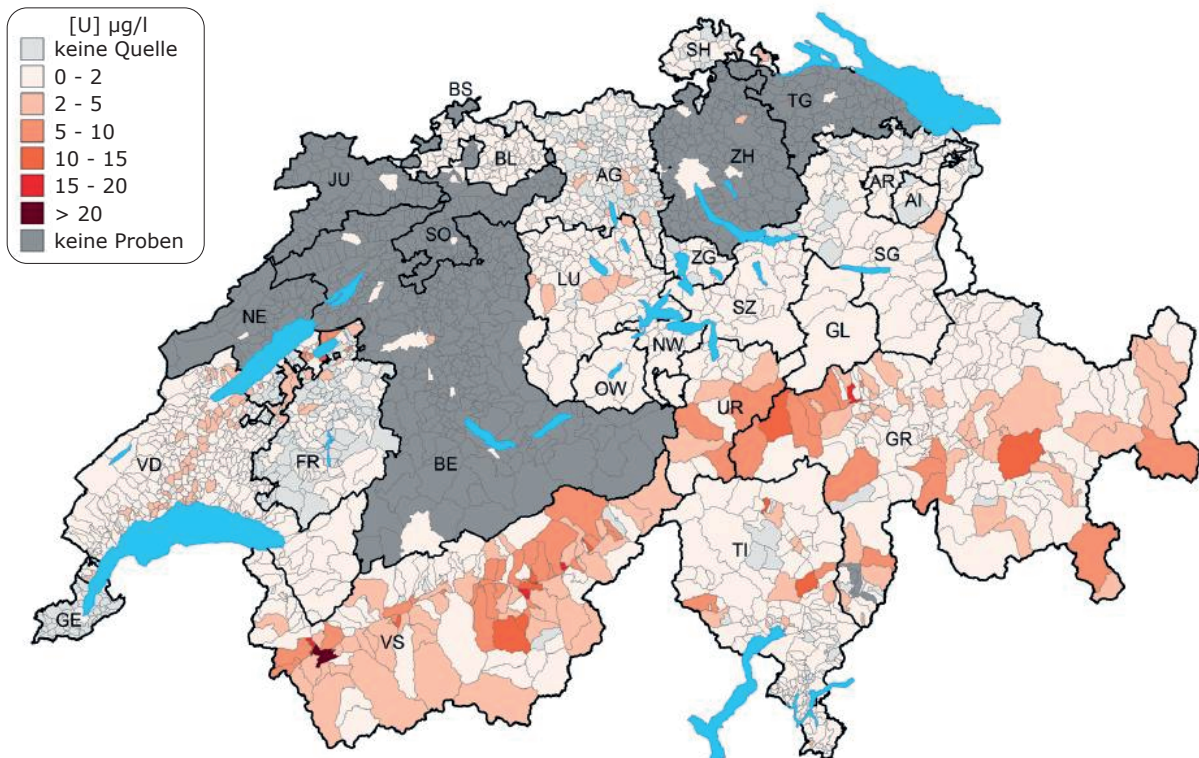 [U] µg/l
keine Quelle
0 - 2
2 - 5
5 - 10
10 - 15
15 - 20
> 20
keine Proben
SH
BS
TG
BL
ZH
JU
AG
AR
AI
SO
ZG
SG
LU
SZ
NE
GL
NW
OW
UR
GR
VD
FR
BE
TI
GE
VS